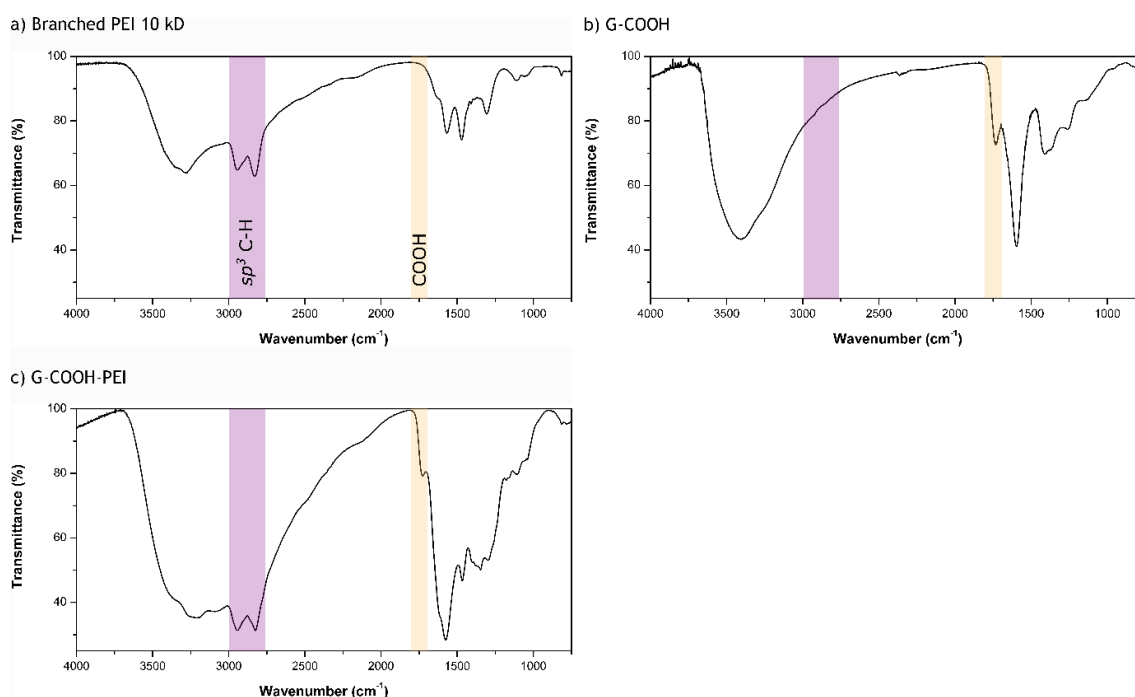 a) Branched PEI 10 kD
100
80
60
40
Transmittance (%)
sp³ C-H
COOH
4000 3500 3000 2500 2000 1500 1000
Wavenumber (cm⁻¹)
b) G-COOH
100
80
60
40
Transmittance (%)
4000 3500 3000 2500 2000 1500 1000
Wavenumber (cm⁻¹)
c) G-COOH-PEI
100
80
60
40
Transmittance (%)
4000 3500 3000 2500 2000 1500 1000
Wavenumber (cm⁻¹)